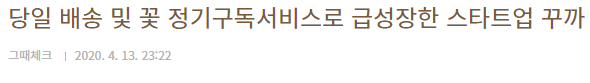 당일 배송 및 꽃 정기구독서비스로 급성장한 스타트업 꾸까
그때체크 | 2020. 4. 13. 23:22